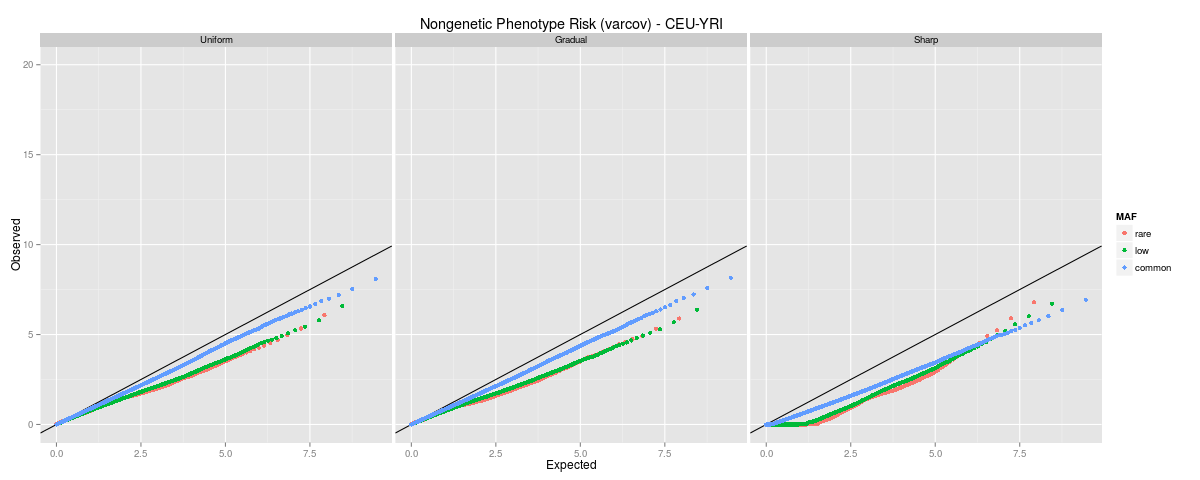 Nongenetic Phenotype Risk (varcov) - CEU-YRI
Uniform
Gradual
Sharp
20
15
10
5
0
Observed
0.0 2.5 5.0 7.5
0.0 2.5 5.0 7.5
0.0 2.5 5.0 7.5
Expected
MAF
rare
low
common